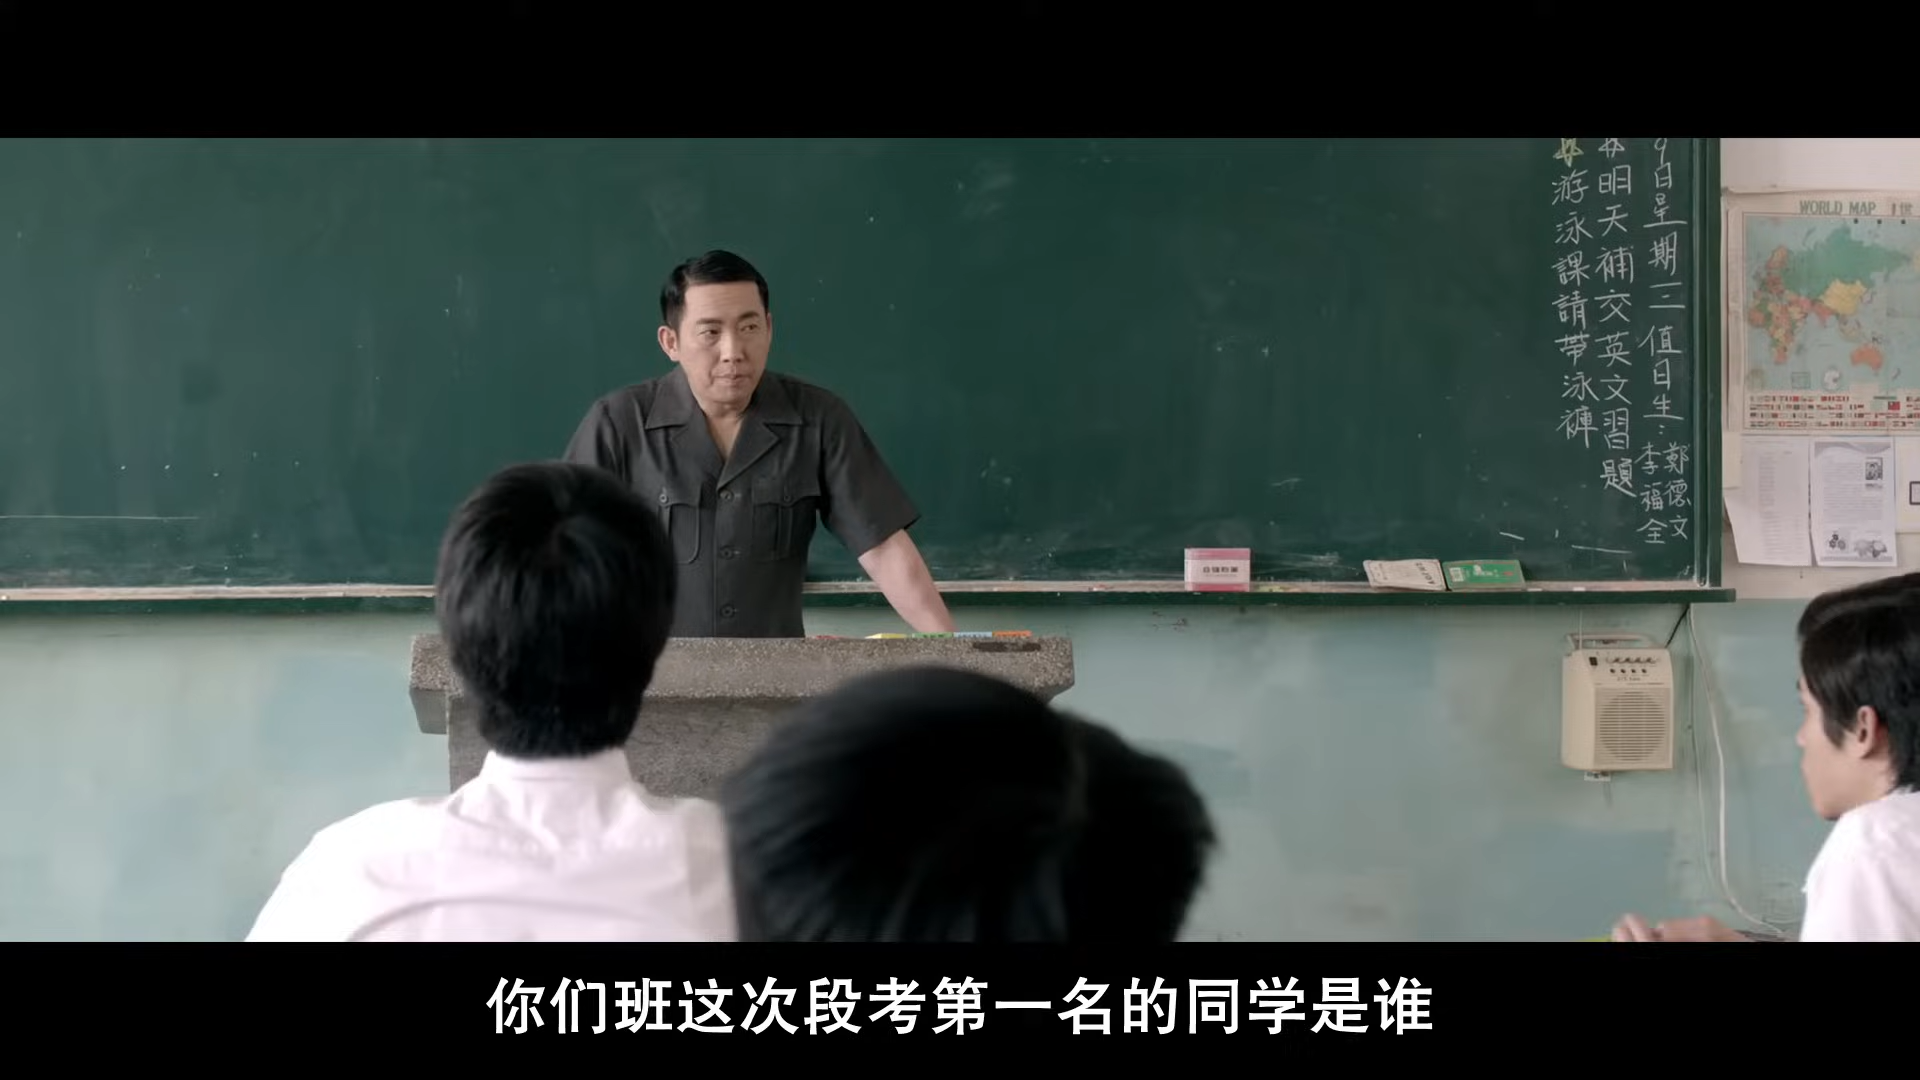 9日星期三 值日生：鄭德文 李福全
明天補交英文習題
游泳課請帶泳褲
WORLD MAP
你们班这次段考第一名的同学是谁